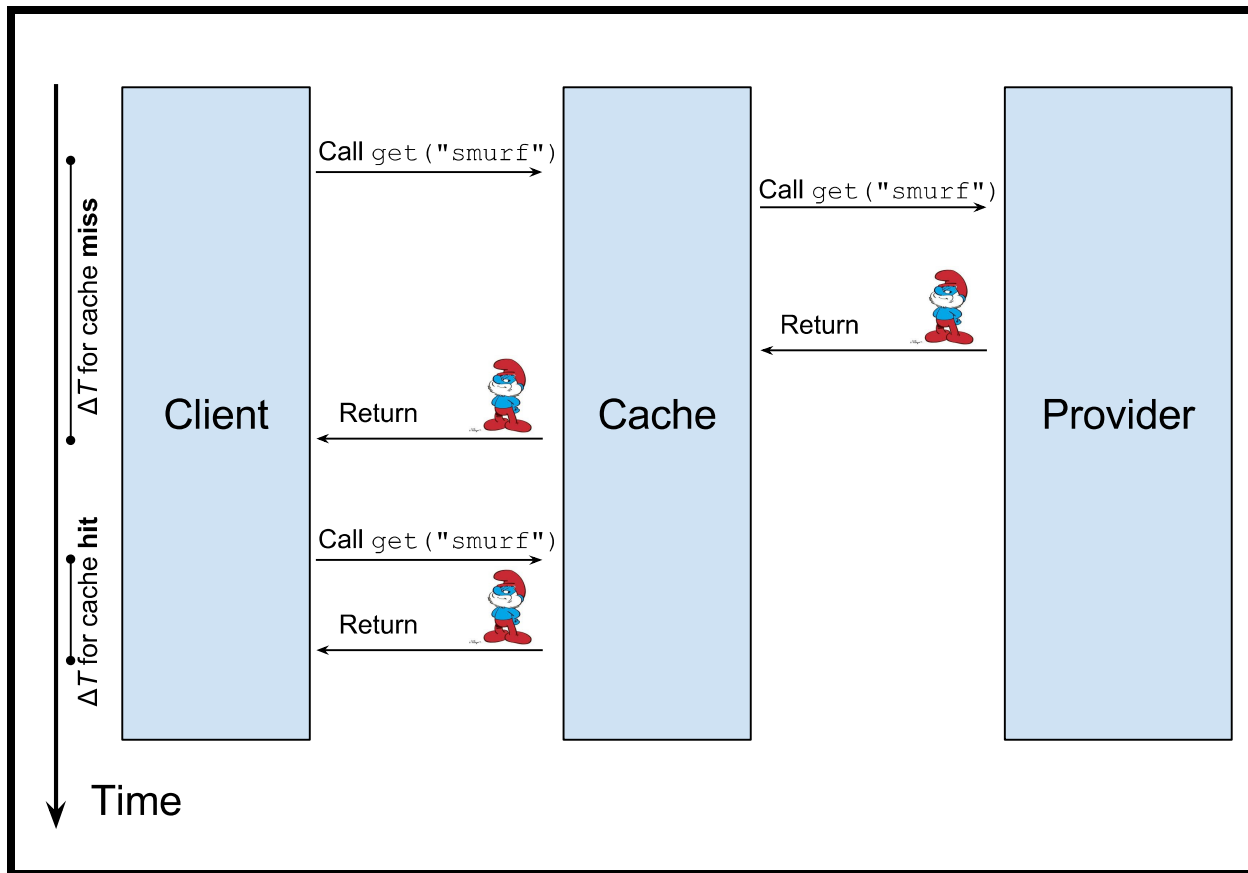 Call get("smurf")
Call get("smurf")
ΔT for cache miss
Return
Return
Client
Cache
Provider
Call get("smurf")
ΔT for cache hit
Return
Time